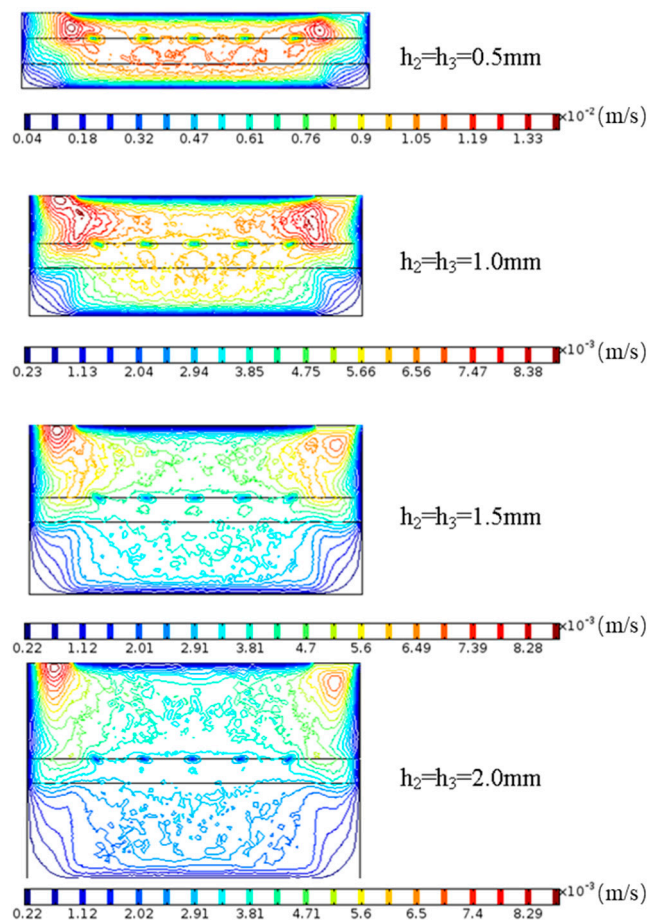 h₂=h₃=0.5mm
×10⁻² (m/s)
0.04 0.18 0.32 0.47 0.61 0.76 0.9 1.05 1.19 1.33
h₂=h₃=1.0mm
×10⁻³ (m/s)
0.23 1.13 2.04 2.94 3.85 4.75 5.66 6.56 7.47 8.38
h₂=h₃=1.5mm
×10⁻³ (m/s)
0.22 1.12 2.01 2.91 3.81 4.7 5.6 6.49 7.39 8.28
h₂=h₃=2.0mm
×10⁻³ (m/s)
0.22 1.12 2.02 2.91 3.81 4.71 5.6 6.5 7.4 8.29